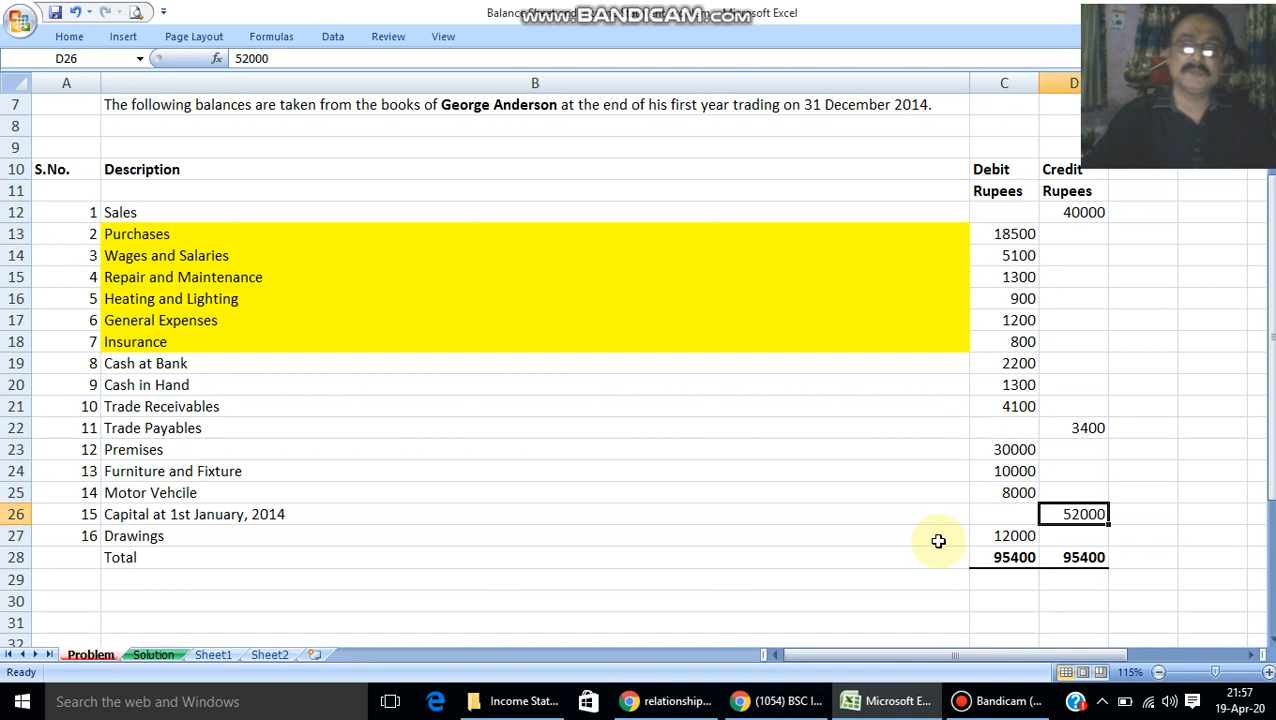 Balance
Microsoft Excel
www.BANDICAM.com
Home Insert Page Layout Formulas Data Review View
D26 fx 52000
A B C D
7 The following balances are taken from the books of George Anderson at the end of his first year trading on 31 December 2014.
8
9
10 S.No. Description Debit Credit
11 Rupees Rupees
12 1 Sales 40000
13 2 Purchases 18500
14 3 Wages and Salaries 5100
15 4 Repair and Maintenance 1300
16 5 Heating and Lighting 900
17 6 General Expenses 1200
18 7 Insurance 800
19 8 Cash at Bank 2200
20 9 Cash in Hand 1300
21 10 Trade Receivables 4100
22 11 Trade Payables 3400
23 12 Premises 30000
24 13 Furniture and Fixture 10000
25 14 Motor Vehcile 8000
26 15 Capital at 1st January, 2014 52000
27 16 Drawings 12000
28 Total 95400 95400
29
30
31
32
Problem Solution Sheet1 Sheet2
Ready 115%
Search the web and Windows Income Stat... relationship... (1054) BSC I... Microsoft E... Bandicam (... 21:57
19-Apr-20